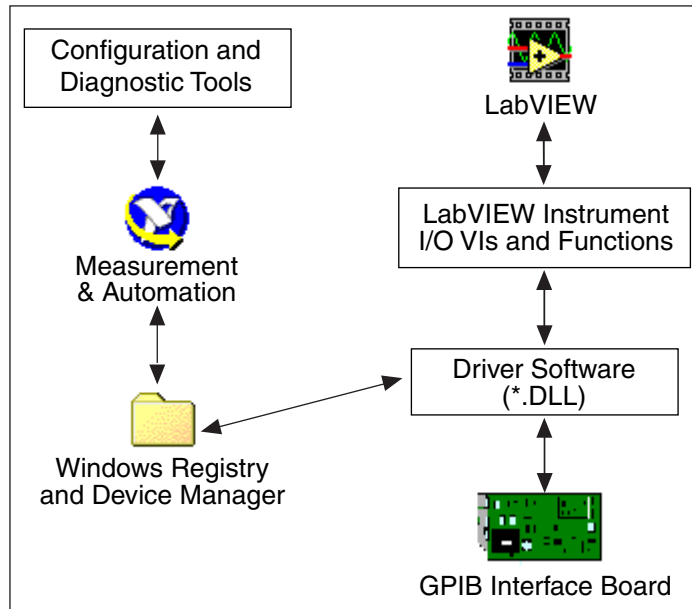 Configuration and
Diagnostic Tools
LabVIEW
Measurement
& Automation
LabVIEW Instrument
I/O VIs and Functions
Windows Registry
and Device Manager
Driver Software
(*.DLL)
GPIB Interface Board